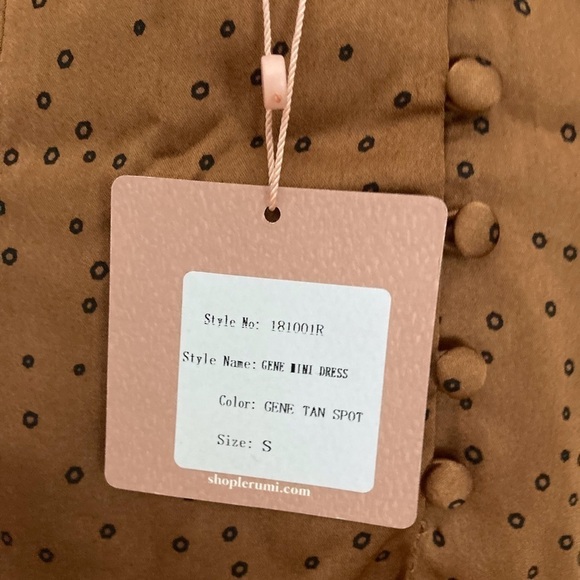 Style No: 181001R
Style Name: GENE MINI DRESS
Color: GENE TAN SPOT
Size: S
shoplerumi.com